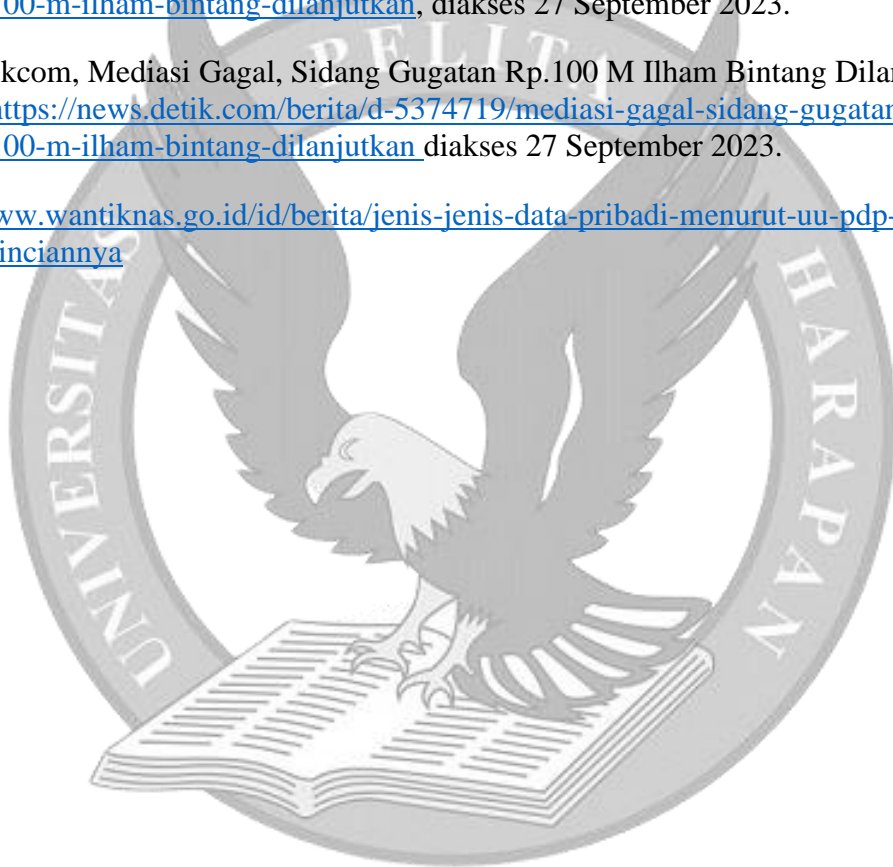 00-m-ilham-bintang-dilanjutkan, diakses 27 September 2023.
kcom, Mediasi Gagal, Sidang Gugatan Rp.100 M Ilham Bintang Dilan
https://news.detik.com/berita/d-5374719/mediasi-gagal-sidang-gugatan
00-m-ilham-bintang-dilanjutkan diakses 27 September 2023.
ww.wantiknas.go.id/id/berita/jenis-jenis-data-pribadi-menurut-uu-pdp-
inciannya
UNIVERSITAS PELITA HARAPAN